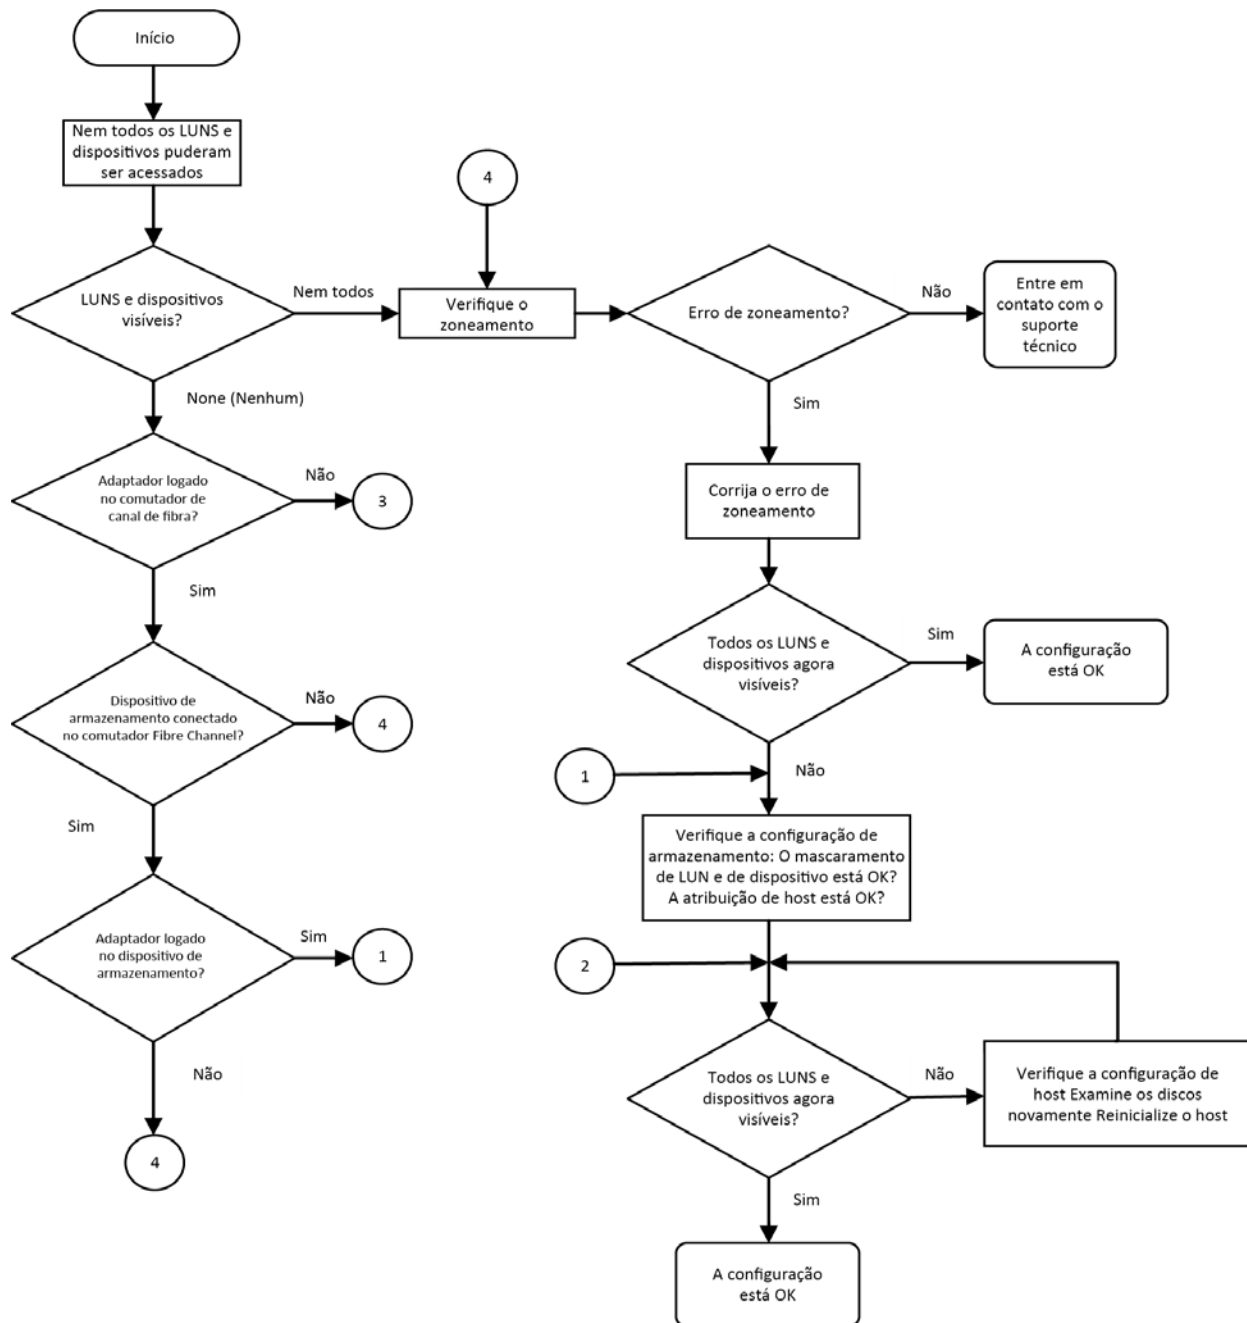 Início
Nem todos os LUNS e
dispositivos puderam
ser acessados
4
LUNS e dispositivos
visíveis?
Nem todos
Verifique o
zoneamento
Erro de zoneamento?
Não
Entre em
contato com o
suporte
técnico
None (Nenhum)
Sim
Adaptador logado
no comutador de
canal de fibra?
Não
3
Corrija o erro de
zoneamento
Sim
Todos os LUNS e
dispositivos agora
visíveis?
Sim
A configuração
está OK
Dispositivo de
armazenamento conectado
no comutador Fibre Channel?
Não
4
1
Não
Sim
Verifique a configuração de
armazenamento: O mascaramento
de LUN e de dispositivo está OK?
A atribuição de host está OK?
Adaptador logado
no dispositivo de
armazenamento?
Sim
1
2
Não
Todos os LUNS e
dispositivos agora
visíveis?
Não
Verifique a configuração de
host Examine os discos
novamente Reinicialize o host
4
Sim
A configuração
está OK